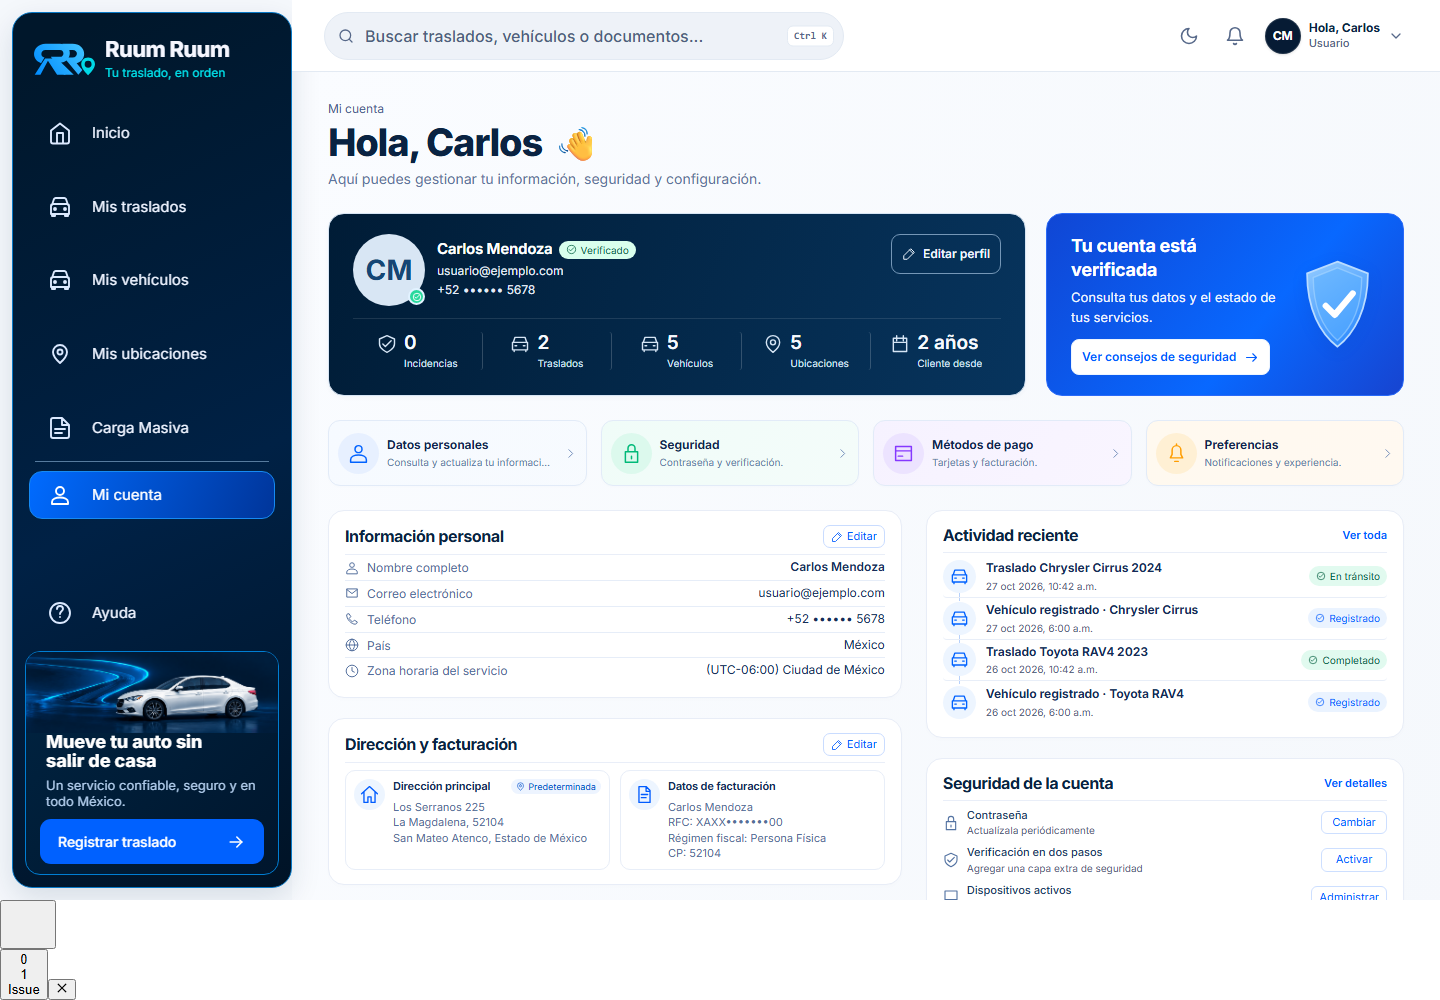 Ruum Ruum
Tu traslado, en orden
Inicio
Mis traslados
Mis vehículos
Mis ubicaciones
Carga Masiva
Mi cuenta
Ayuda
Mueve tu auto sin
salir de casa
Un servicio confiable, seguro y en
todo México.
Registrar traslado
Buscar traslados, vehículos o documentos...
Ctrl K
CM
Hola, Carlos
Usuario
Mi cuenta
Hola, Carlos 👋
Aquí puedes gestionar tu información, seguridad y configuración.
CM
Carlos Mendoza
Verificado
usuario@ejemplo.com
+52 •••••• 5678
Editar perfil
0
Incidencias
2
Traslados
5
Vehículos
5
Ubicaciones
2 años
Cliente desde
Tu cuenta está
verificada
Consulta tus datos y el estado de
tus servicios.
Ver consejos de seguridad
Datos personales
Consulta y actualiza tu informaci...
Seguridad
Contraseña y verificación.
Métodos de pago
Tarjetas y facturación.
Preferencias
Notificaciones y experiencia.
Información personal
Editar
Nombre completo
Carlos Mendoza
Correo electrónico
usuario@ejemplo.com
Teléfono
+52 •••••• 5678
País
México
Zona horaria del servicio
(UTC-06:00) Ciudad de México
Dirección y facturación
Editar
Dirección principal
Predeterminada
Los Serranos 225
La Magdalena, 52104
San Mateo Atenco, Estado de México
Datos de facturación
Carlos Mendoza
RFC: XAXX•••••••00
Régimen fiscal: Persona Física
CP: 52104
Actividad reciente
Ver toda
Traslado Chrysler Cirrus 2024
27 oct 2026, 10:42 a.m.
En tránsito
Vehículo registrado · Chrysler Cirrus
27 oct 2026, 6:00 a.m.
Registrado
Traslado Toyota RAV4 2023
26 oct 2026, 10:42 a.m.
Completado
Vehículo registrado · Toyota RAV4
26 oct 2026, 6:00 a.m.
Registrado
Seguridad de la cuenta
Ver detalles
Contraseña
Actualízala periódicamente
Cambiar
Verificación en dos pasos
Agregar una capa extra de seguridad
Activar
Dispositivos activos
Administrar
0
1
Issue